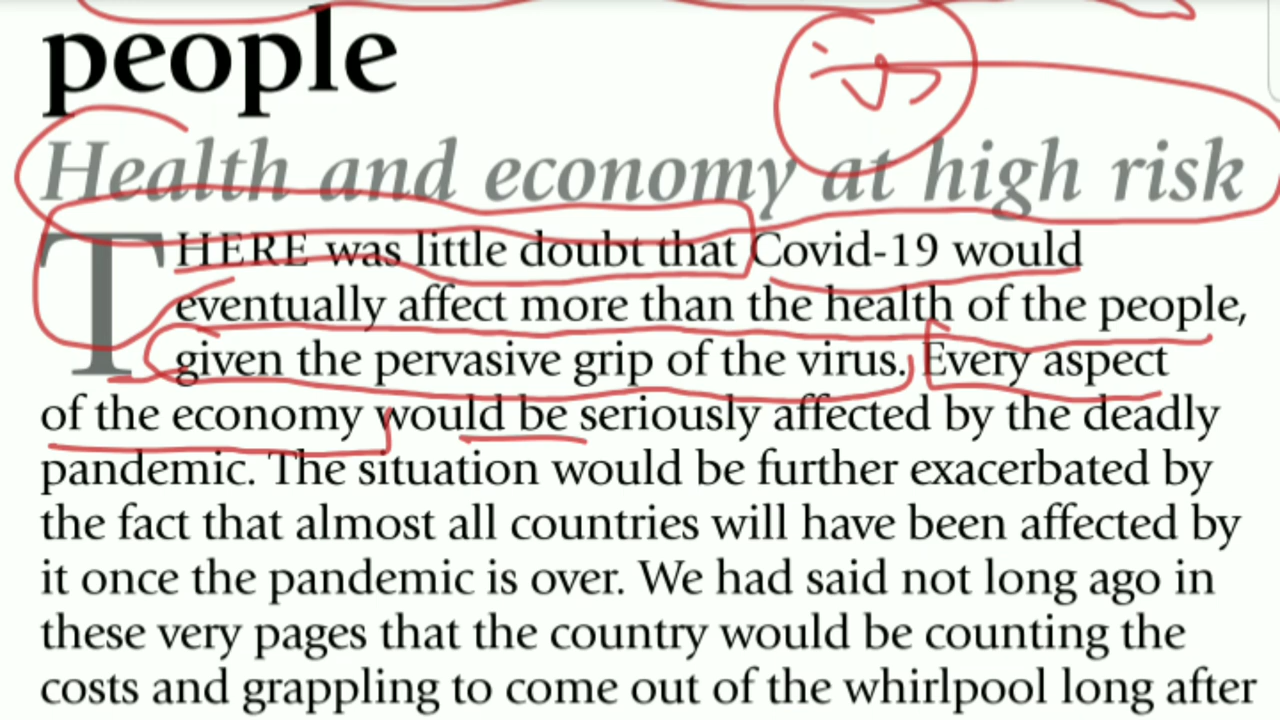 people
Health and economy at high risk
THERE was little doubt that Covid-19 would
eventually affect more than the health of the people,
given the pervasive grip of the virus. Every aspect
of the economy would be seriously affected by the deadly
pandemic. The situation would be further exacerbated by
the fact that almost all countries will have been affected by
it once the pandemic is over. We had said not long ago in
these very pages that the country would be counting the
costs and grappling to come out of the whirlpool long after